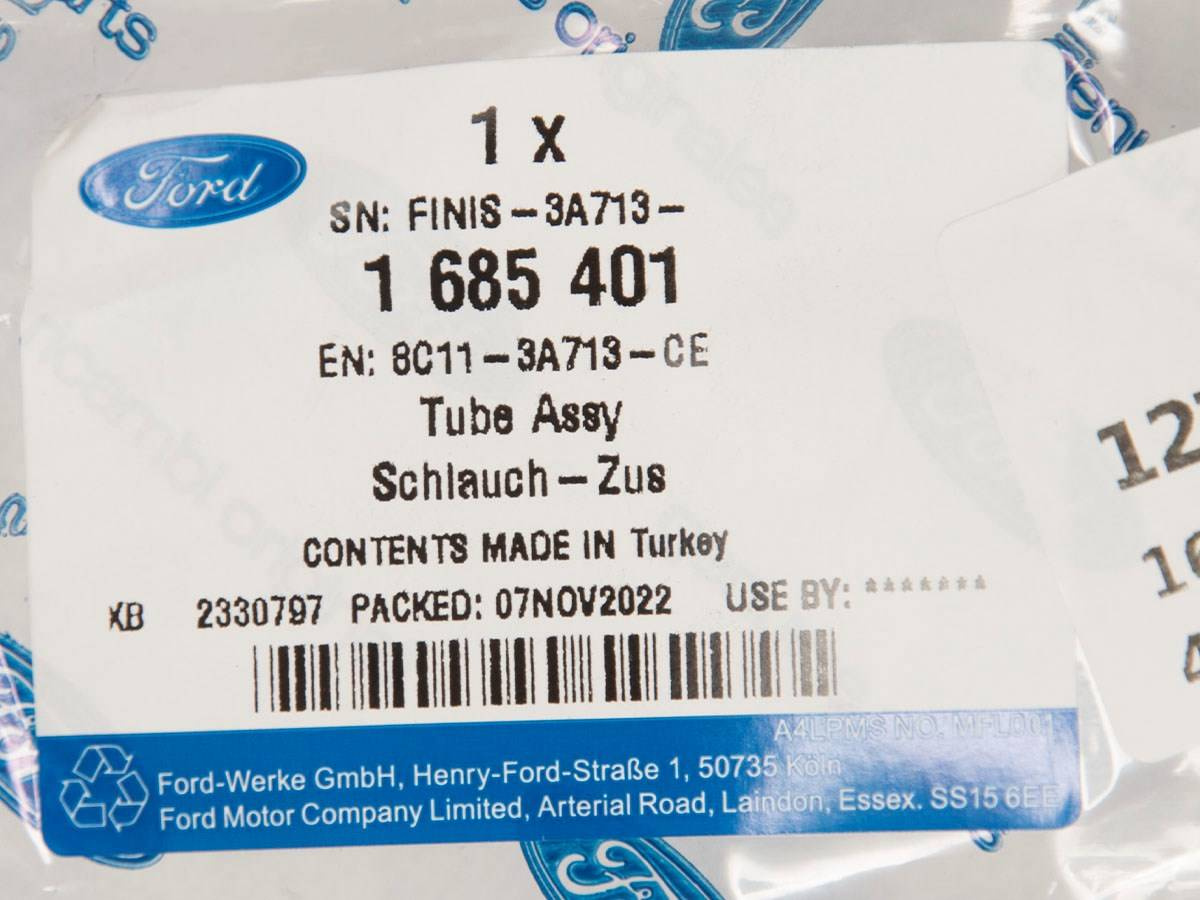 Ford
1 x
SN: FINIS-3A713-
1 685 401
EN: 8C11-3A713-CE
Tube Assy
Schlauch-Zus
CONTENTS MADE IN Turkey
XB 2330797 PACKED: 07NOV2022 USE BY: *******
A4LPMS NO. MFL001
Ford-Werke GmbH, Henry-Ford-Straße 1, 50735 Köln
Ford Motor Company Limited, Arterial Road, Laindon, Essex. SS15 6EE